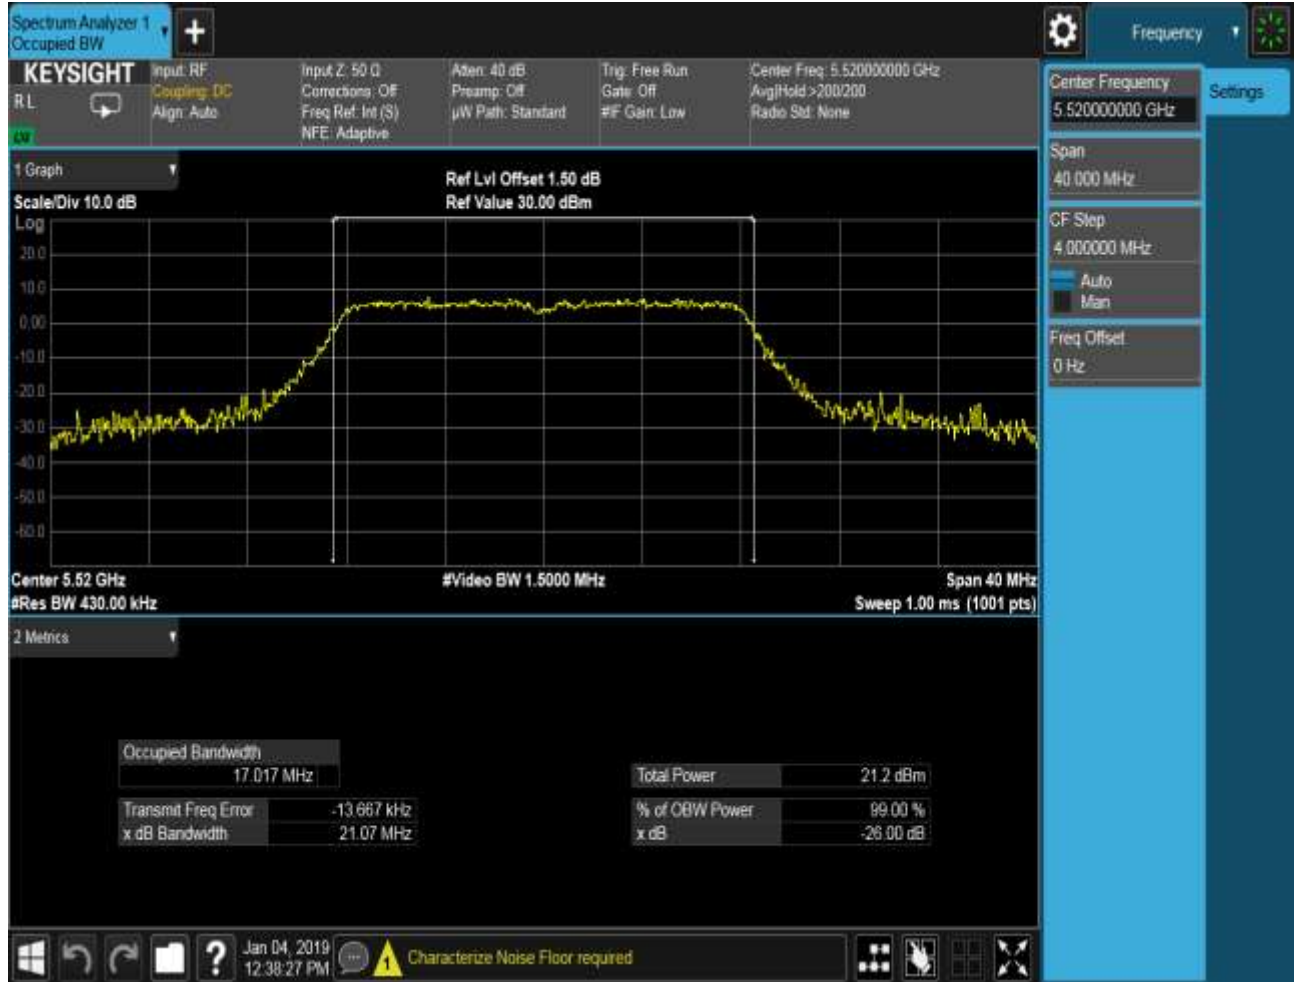 Spectrum Analyzer 1
Occupied BW
Frequency
KEYSIGHT
R L
Input: RF
Coupling: DC
Align: Auto
Input Z: 50 Ω
Corrections: Off
Freq Ref: Int (S)
NFE: Adaptive
Atten: 40 dB
Preamp: Off
µW Path: Standard
Trig: Free Run
Gate: Off
#IF Gain: Low
Center Freq: 5.520000000 GHz
Avg|Hold:>200/200
Radio Std: None
Center Frequency
5.520000000 GHz
Settings
Span
40.000 MHz
CF Step
4.000000 MHz
Auto
Man
Freq Offset
0 Hz
1 Graph
Scale/Div 10.0 dB
Ref Lvl Offset 1.50 dB
Ref Value 30.00 dBm
Log
20.0
10.0
0.00
-10.0
-20.0
-30.0
-40.0
-50.0
-60.0
Center 5.52 GHz
#Video BW 1.5000 MHz
Span 40 MHz
#Res BW 430.00 kHz
Sweep 1.00 ms (1001 pts)
2 Metrics
Occupied Bandwidth
17.017 MHz
Total Power 21.2 dBm
Transmit Freq Error -13.667 kHz
% of OBW Power 99.00 %
x dB Bandwidth 21.07 MHz
x dB -26.00 dB
Jan 04, 2019
12:38:27 PM
1
Characterize Noise Floor required